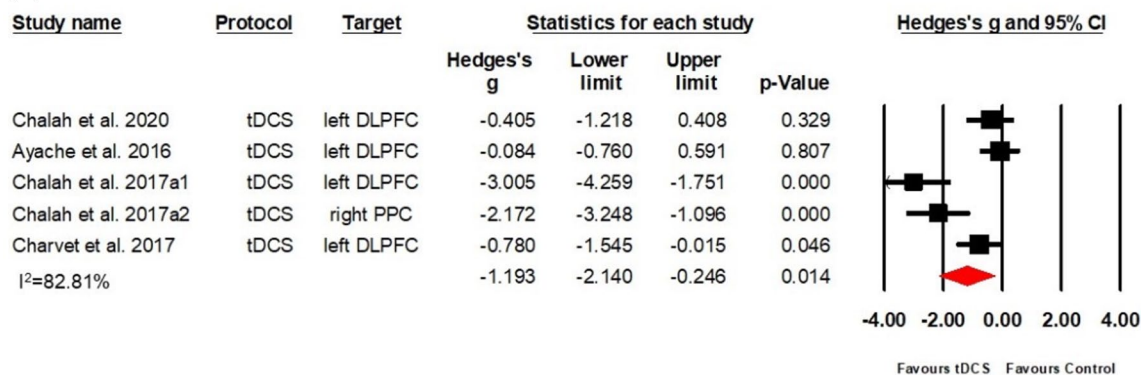 Study name Protocol Target Statistics for each study Hedges's g and 95% CI
Hedges's g Lower limit Upper limit p-Value
Chalah et al. 2020 tDCS left DLPFC -0.405 -1.218 0.408 0.329
Ayache et al. 2016 tDCS left DLPFC -0.084 -0.760 0.591 0.807
Chalah et al. 2017a1 tDCS left DLPFC -3.005 -4.259 -1.751 0.000
Chalah et al. 2017a2 tDCS right PPC -2.172 -3.248 -1.096 0.000
Charvet et al. 2017 tDCS left DLPFC -0.780 -1.545 -0.015 0.046
I²=82.81% -1.193 -2.140 -0.246 0.014
-4.00 -2.00 0.00 2.00 4.00
Favours tDCS Favours Control